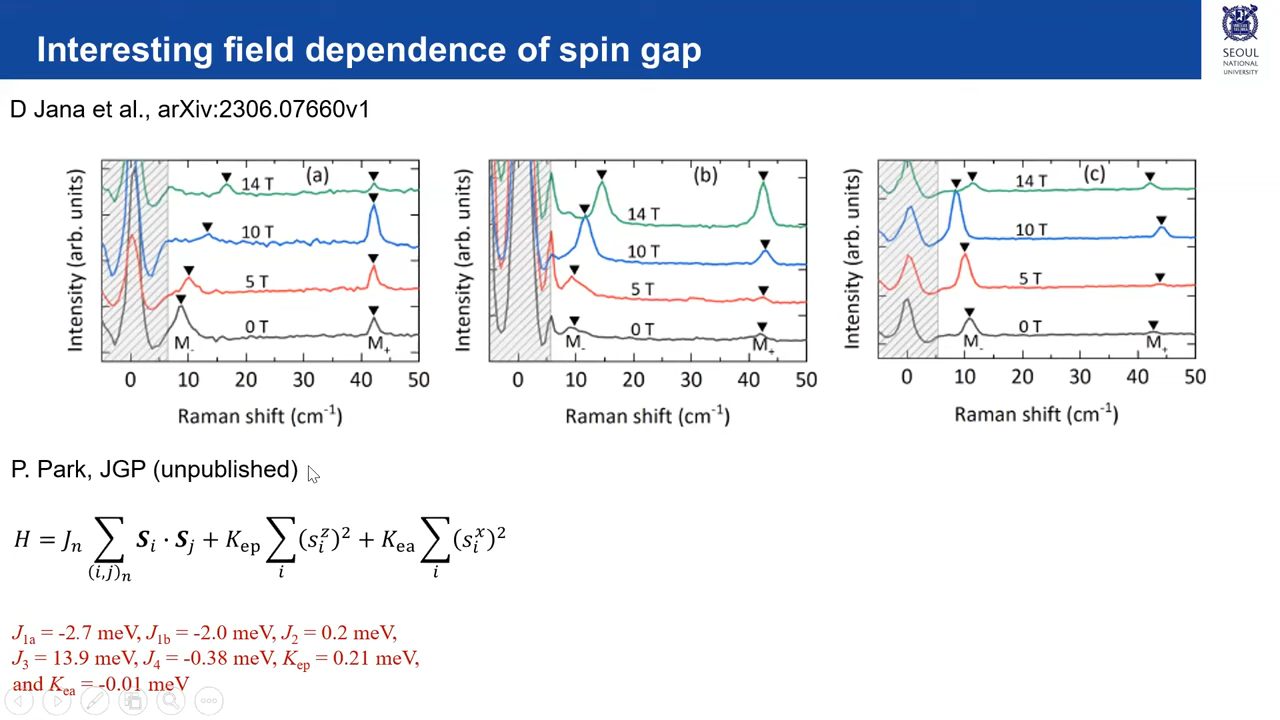 Interesting field dependence of spin gap
SEOUL
NATIONAL
UNIVERSITY
D Jana et al., arXiv:2306.07660v1
Intensity (arb. units)
(a)
14 T
10 T
5 T
0 T
M-
M+
0 10 20 30 40 50
Raman shift (cm-1)
Intensity (arb. units)
(b)
14 T
10 T
5 T
0 T
M-
M+
0 10 20 30 40 50
Raman shift (cm-1)
Intensity (arb. units)
(c)
14 T
10 T
5 T
0 T
M-
M+
0 10 20 30 40 50
Raman shift (cm-1)
P. Park, JGP (unpublished)
H = Jn ∑(i,j)n Si · Sj + Kep ∑i (siz)2 + Kea ∑i (six)2
J1a = -2.7 meV, J1b = -2.0 meV, J2 = 0.2 meV,
J3 = 13.9 meV, J4 = -0.38 meV, Kep = 0.21 meV,
and Kea = -0.01 meV